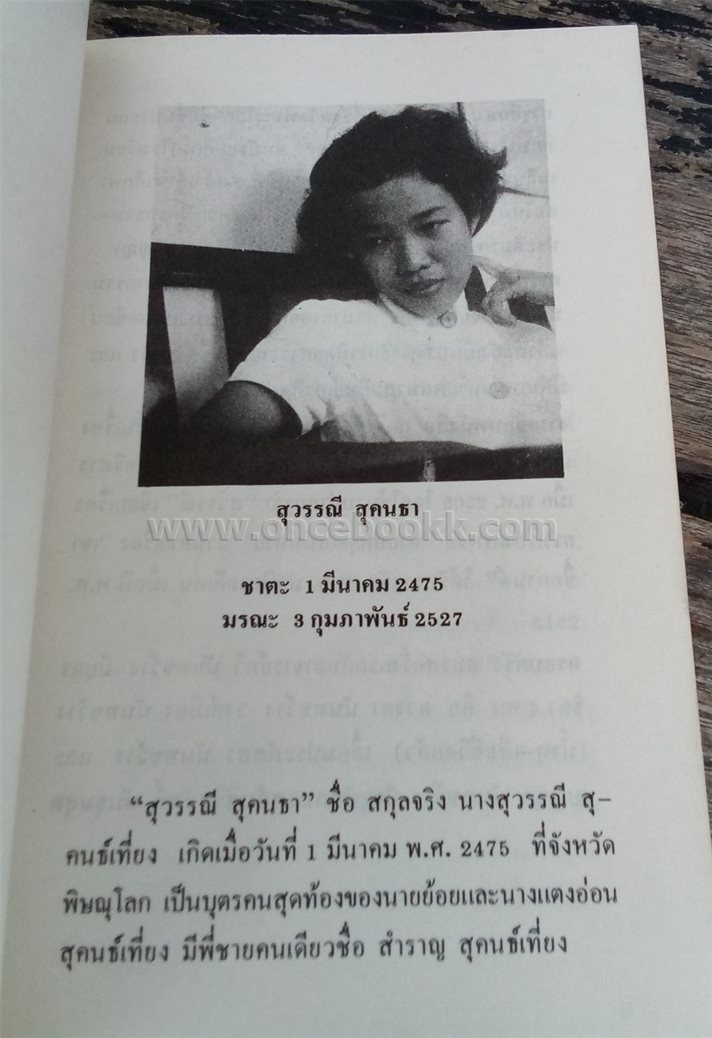 สุวรรณี สุคนธา
www.oncebookk.com
ชาตะ 1 มีนาคม 2475
มรณะ 3 กุมภาพันธ์ 2527
“สุวรรณี สุคนธา” ชื่อ สกุลจริง นางสุวรรณี สุ-
คนธ์เที่ยง เกิดเมื่อวันที่ 1 มีนาคม พ.ศ. 2475 ที่จังหวัด
พิษณุโลก เป็นบุตรคนสุดท้องของนายย้อยและนางแตงอ่อน
สุคนธ์เที่ยง มีพี่ชายคนเดียวชื่อ สำราญ สุคนธ์เที่ยง